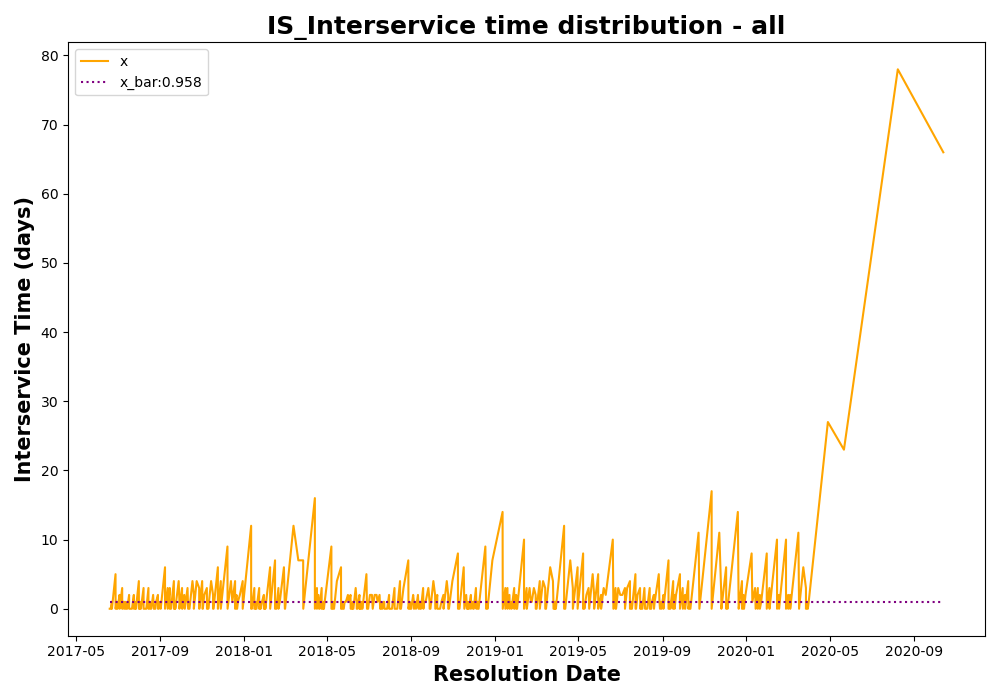 IS_Interservice time distribution - all
x
x_bar:0.958
Interservice Time (days)
80
70
60
50
40
30
20
10
0
2017-05 2017-09 2018-01 2018-05 2018-09 2019-01 2019-05 2019-09 2020-01 2020-05 2020-09
Resolution Date